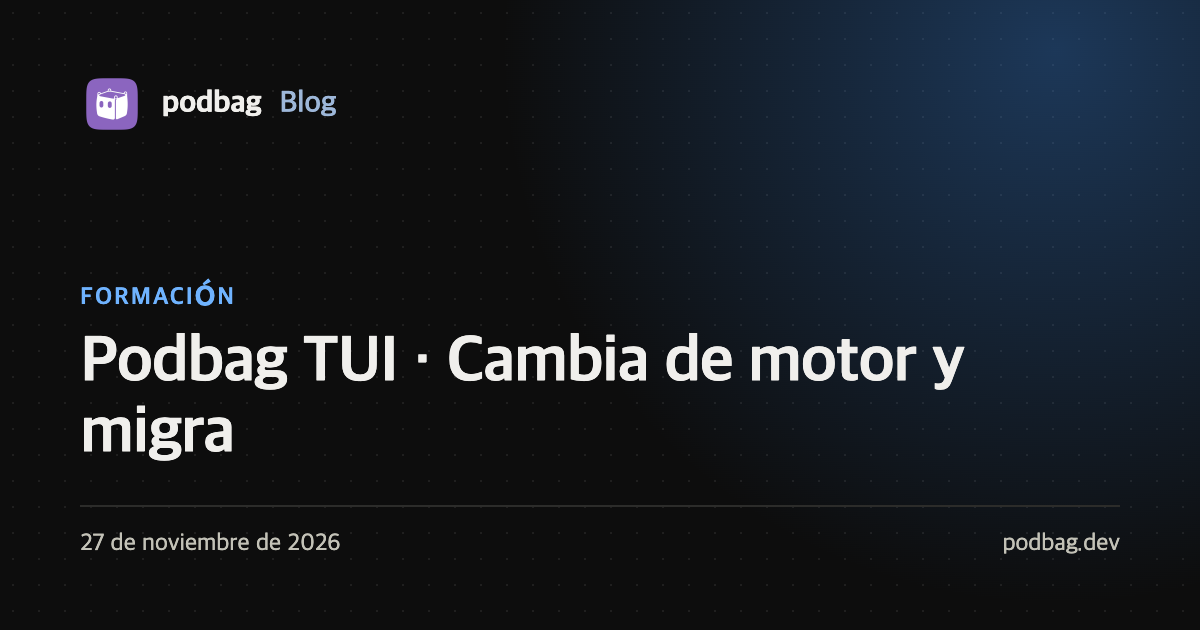 podbag Blog
FORMACIÓN
Podbag TUI · Cambia de motor y
migra
27 de noviembre de 2026
podbag.dev